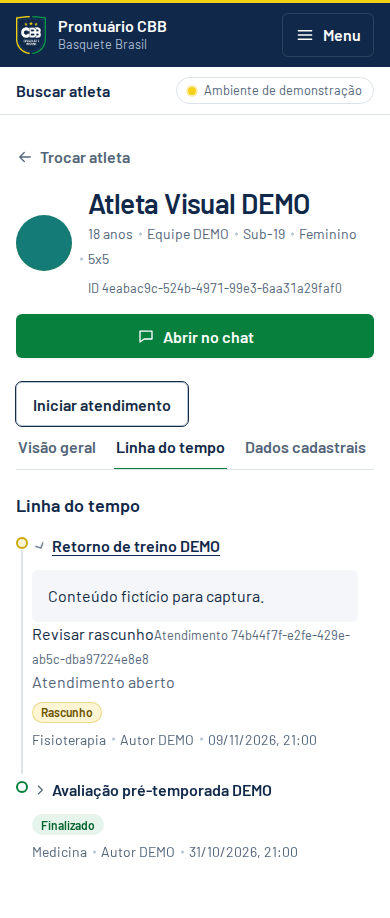 CBB
Prontuário CBB
Basquete Brasil
Menu
Buscar atleta
Ambiente de demonstração
Trocar atleta
Atleta Visual DEMO
18 anos • Equipe DEMO • Sub-19 • Feminino
• 5x5
ID 4eabac9c-524b-4971-99e3-6aa31a29faf0
Abrir no chat
Iniciar atendimento
Visão geral Linha do tempo Dados cadastrais
Linha do tempo
Retorno de treino DEMO
Conteúdo fictício para captura.
Revisar rascunhoAtendimento 74b44f7f-e2fe-429e-
ab5c-dba97224e8e8
Atendimento aberto
Rascunho
Fisioterapia • Autor DEMO • 09/11/2026, 21:00
Avaliação pré-temporada DEMO
Finalizado
Medicina • Autor DEMO • 31/10/2026, 21:00